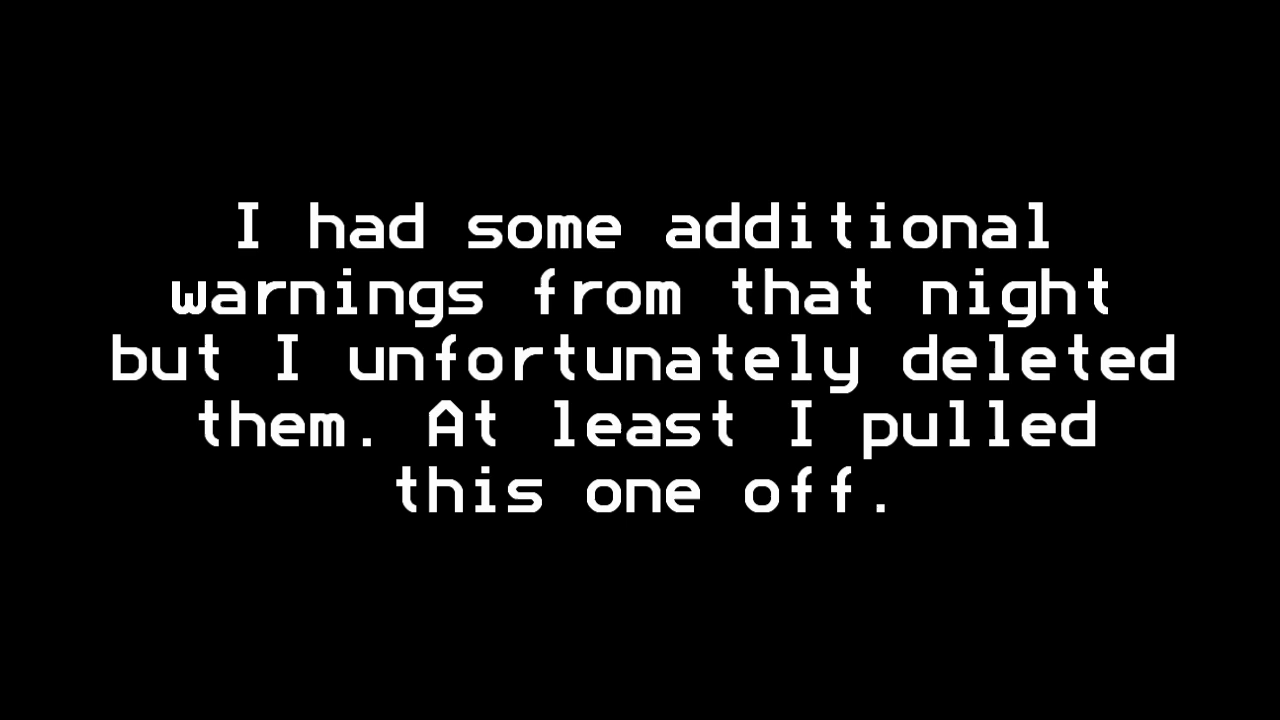 I had some additional
warnings from that night
but I unfortunately deleted
them. At least I pulled
this one off.